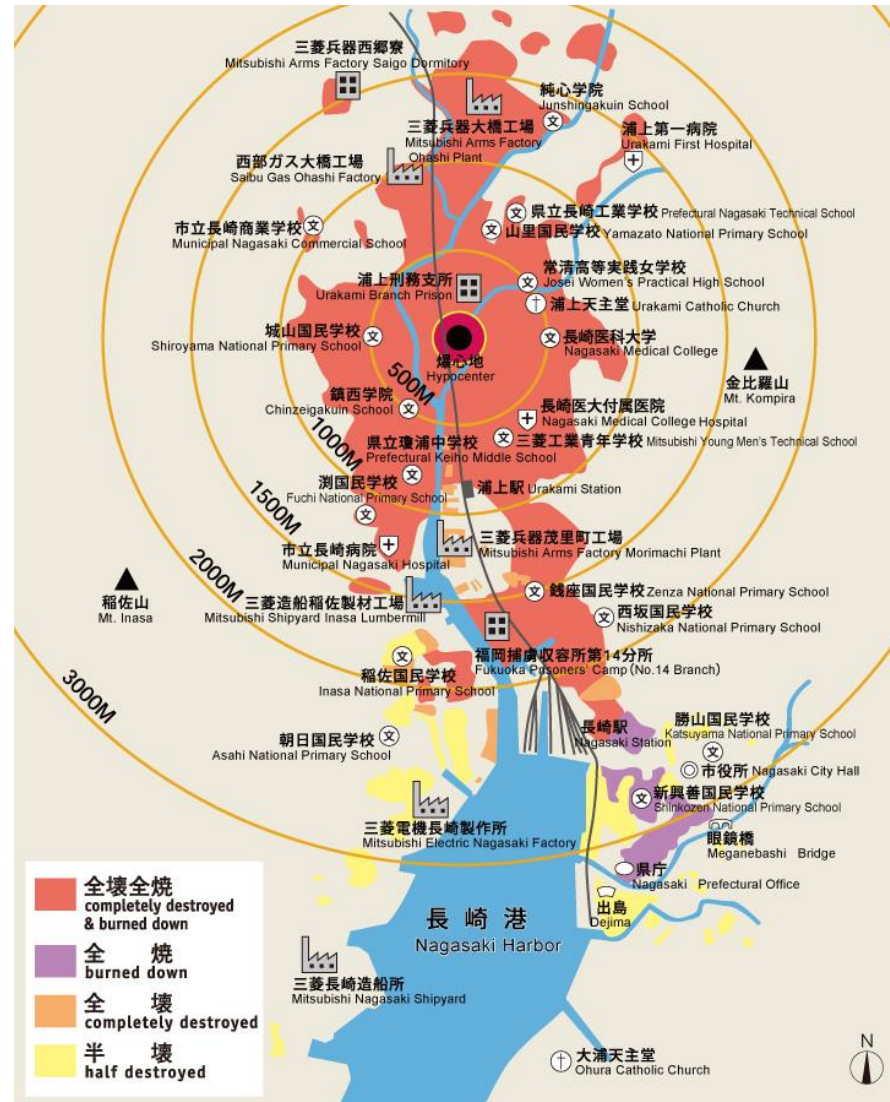 三菱兵器西郷寮
Mitsubishi Arms Factory Saigo Dormitory
純心学院
Junshingakuin School
三菱兵器大橋工場
Mitsubishi Arms Factory
Ohashi Plant
浦上第一病院
Urakami First Hospital
西部ガス大橋工場
Saibu Gas Ohashi Factory
文
県立長崎工業学校 Prefectural Nagasaki Technical School
市立長崎商業学校
Municipal Nagasaki Commercial School
文
文
山里国民学校 Yamazato National Primary School
文
浦上刑務支所
Urakami Branch Prison
常清高等実践女学校
Josei Women's Practical High School
文
浦上天主堂 Urakami Catholic Church
城山国民学校
Shiroyama National Primary School
文
文
長崎医科大学
Nagasaki Medical College
爆心地
Hypocenter
金比羅山
Mt. Kompira
500M
鎮西学院
Chinzeigakuin School
文
長崎医大付属医院
Nagasaki Medical College Hospital
1000M
県立瓊浦中学校
Prefectural Keiho Middle School
文
文
三菱工業青年学校 Mitsubishi Young Men's Technical School
渕国民学校
Fuchi National Primary School
文
浦上駅 Urakami Station
1500M
市立長崎病院
Municipal Nagasaki Hospital
三菱兵器茂里町工場
Mitsubishi Arms Factory Morimachi Plant
2000M
稲佐山
Mt. Inasa
三菱造船稲佐製材工場
Mitsubishi Shipyard Inasa Lumbermill
文
銭座国民学校 Zenza National Primary School
文
西坂国民学校
Nishizaka National Primary School
文
稲佐国民学校
Inasa National Primary School
福岡捕虜収容所第14分所
Fukuoka Prisoners' Camp (No.14 Branch)
3000M
朝日国民学校
Asahi National Primary School
文
長崎駅
Nagasaki Station
勝山国民学校
Katsuyama National Primary School
文
市役所 Nagasaki City Hall
文
新興善国民学校
Shinkozen National Primary School
三菱電機長崎製作所
Mitsubishi Electric Nagasaki Factory
眼鏡橋
Meganebashi Bridge
県庁
Nagasaki Prefectural Office
出島
Dejima
長崎港
Nagasaki Harbor
三菱長崎造船所
Mitsubishi Nagasaki Shipyard
大浦天主堂
Ohura Catholic Church
N
全壊全焼
completely destroyed
& burned down
全焼
burned down
全壊
completely destroyed
半壊
half destroyed